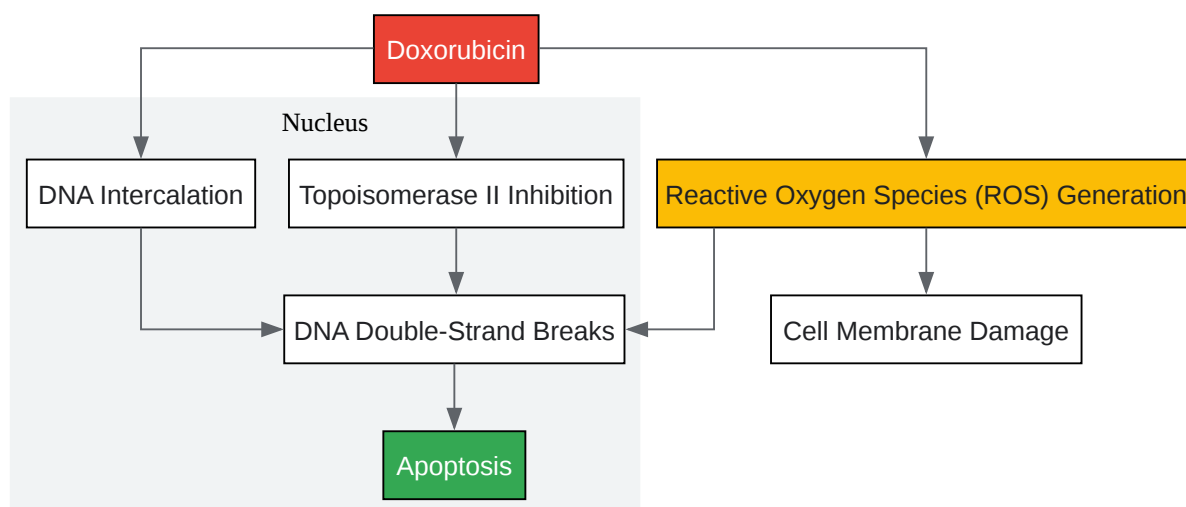 Doxorubicin
Nucleus
DNA Intercalation
Topoisomerase II Inhibition
Reactive Oxygen Species (ROS) Generation
DNA Double-Strand Breaks
Cell Membrane Damage
Apoptosis